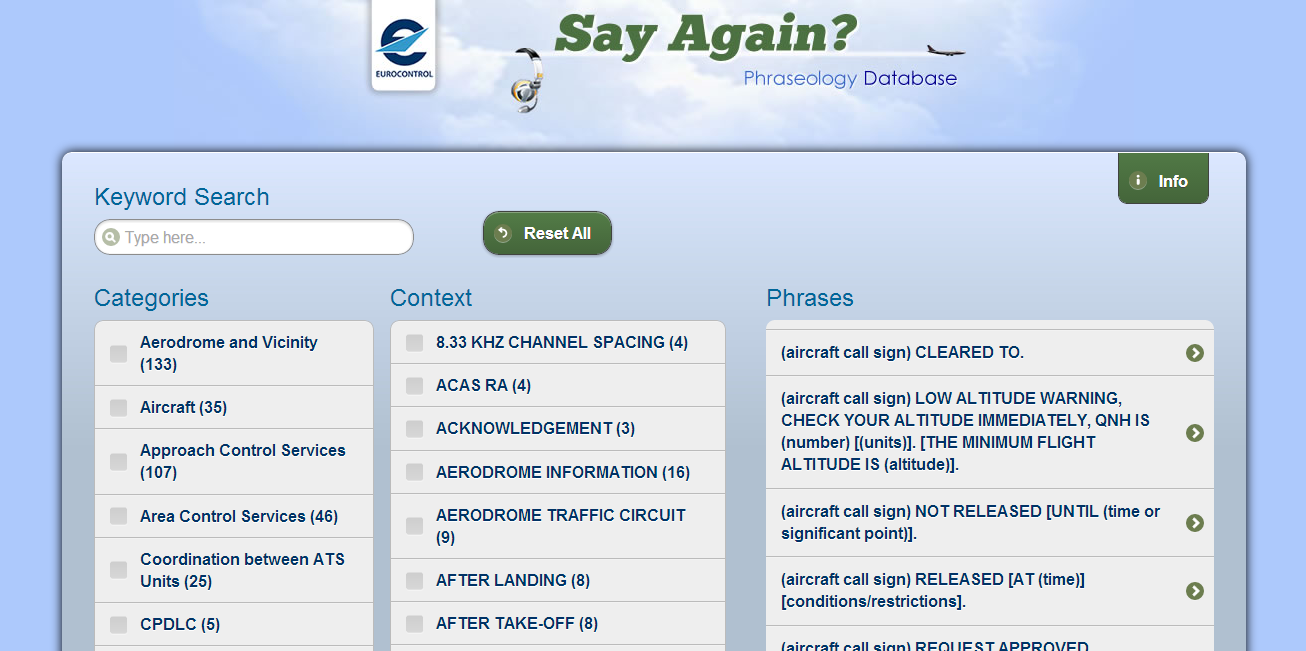 Say Again?
EUROCONTROL
Phraseology Database
Info
Keyword Search
Type here...
Reset All
Categories
Aerodrome and Vicinity
(133)
Aircraft (35)
Approach Control Services
(107)
Area Control Services (46)
Coordination between ATS
Units (25)
CPDLC (5)
Context
8.33 KHZ CHANNEL SPACING (4)
ACAS RA (4)
ACKNOWLEDGEMENT (3)
AERODROME INFORMATION (16)
AERODROME TRAFFIC CIRCUIT
(9)
AFTER LANDING (8)
AFTER TAKE-OFF (8)
Phrases
(aircraft call sign) CLEARED TO.
(aircraft call sign) LOW ALTITUDE WARNING,
CHECK YOUR ALTITUDE IMMEDIATELY, QNH IS
(number) [(units)]. [THE MINIMUM FLIGHT
ALTITUDE IS (altitude)].
(aircraft call sign) NOT RELEASED [UNTIL (time or
significant point)].
(aircraft call sign) RELEASED [AT (time)]
[conditions/restrictions].
(aircraft call sign) REQUEST APPROVED